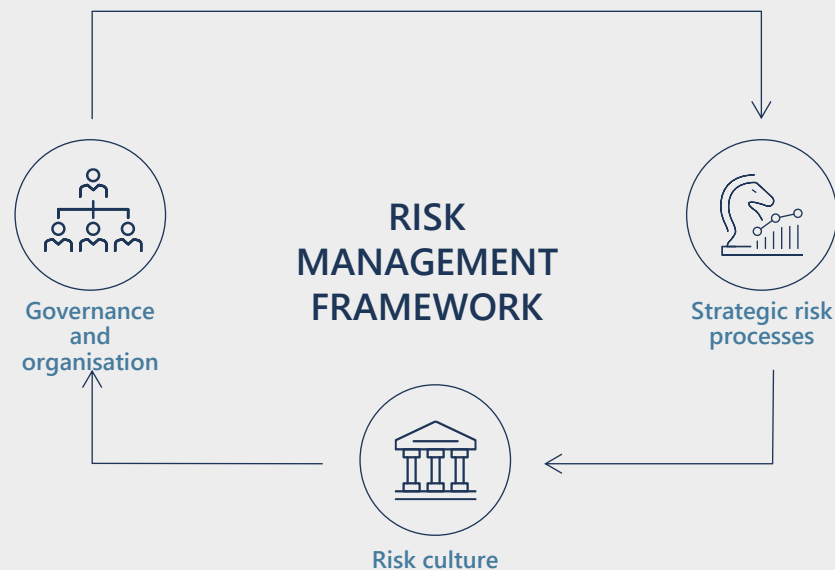 RISK
MANAGEMENT
FRAMEWORK
Governance
and
organisation
Strategic risk
processes
Risk culture